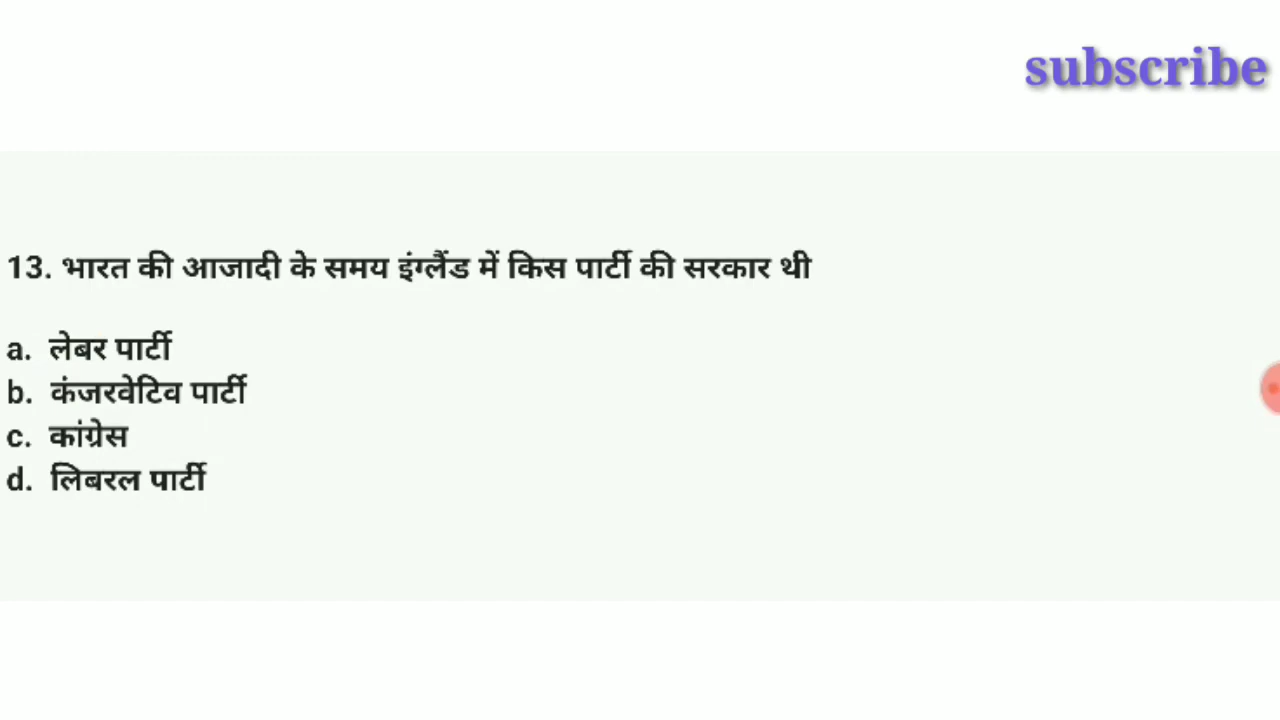 subscribe
13. भारत की आजादी के समय इंग्लैंड में किस पार्टी की सरकार थी
a. लेबर पार्टी
b. कंजरवेटिव पार्टी
c. कांग्रेस
d. लिबरल पार्टी